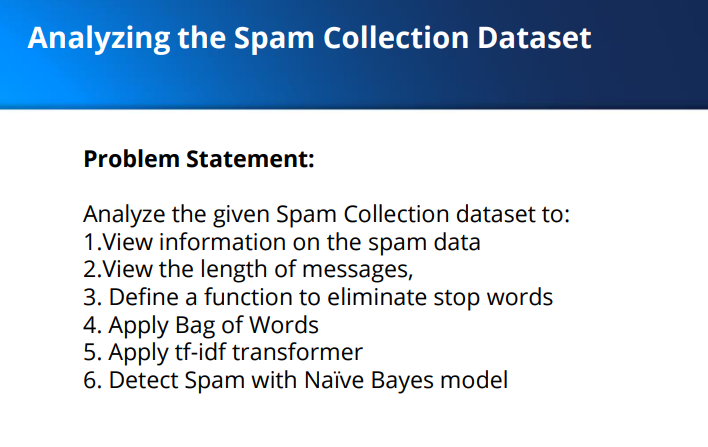 Analyzing the Spam Collection Dataset
Problem Statement:
Analyze the given Spam Collection dataset to:
1.View information on the spam data
2.View the length of messages,
3. Define a function to eliminate stop words
4. Apply Bag of Words
5. Apply tf-idf transformer
6. Detect Spam with Naïve Bayes model